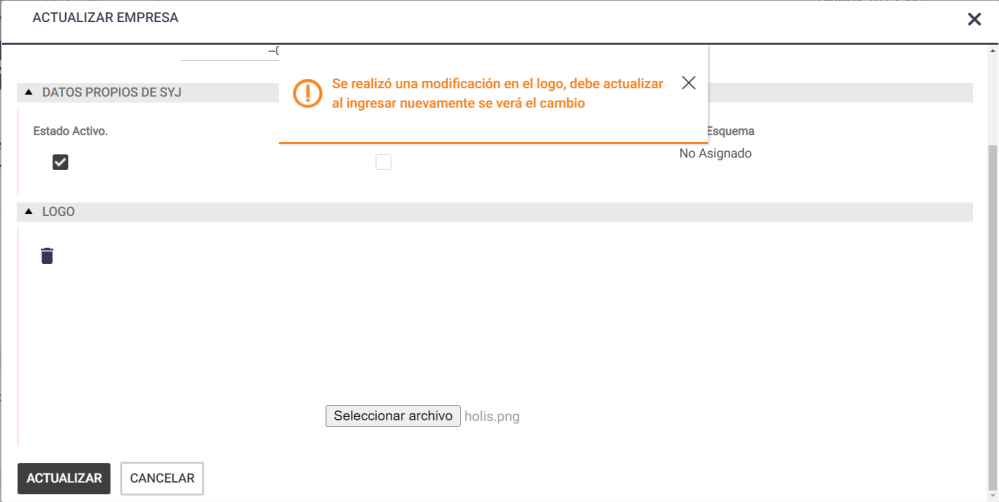 ACTUALIZAR EMPRESA
Se realizó una modificación en el logo, debe actualizar
al ingresar nuevamente se verá el cambio
DATOS PROPIOS DE SYJ
Estado Activo.
Esquema
No Asignado
LOGO
Seleccionar archivo holis.png
ACTUALIZAR
CANCELAR